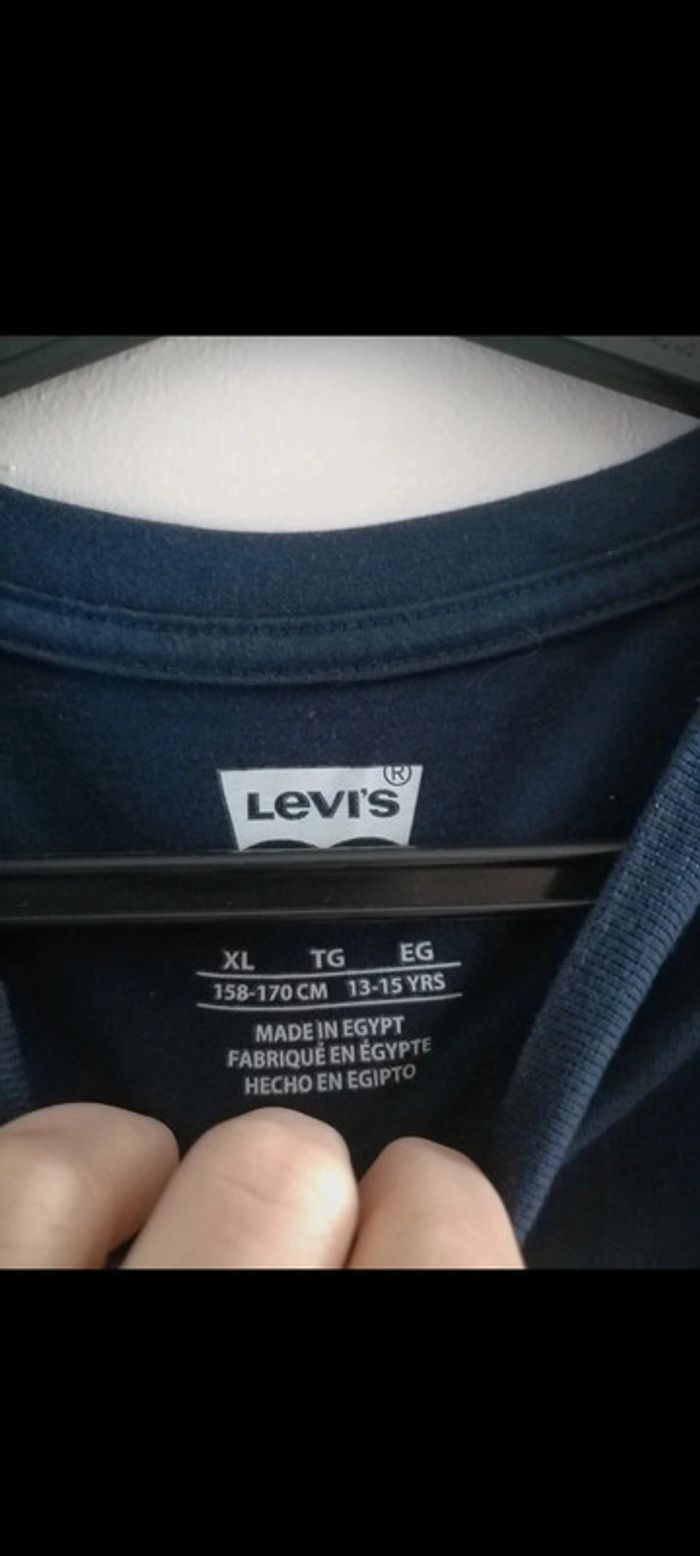 LEVI'S ®
XL TG EG
158-170 CM 13-15 YRS
MADE IN EGYPT
FABRIQUÉ EN ÉGYPTE
HECHO EN EGIPTO